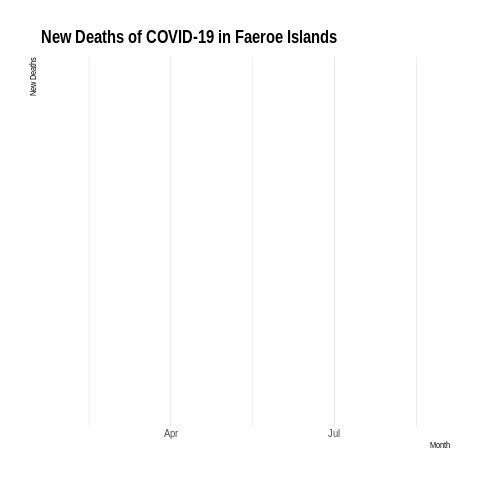 New Deaths of COVID-19 in Faeroe Islands
New Deaths
Apr
Jul
Month